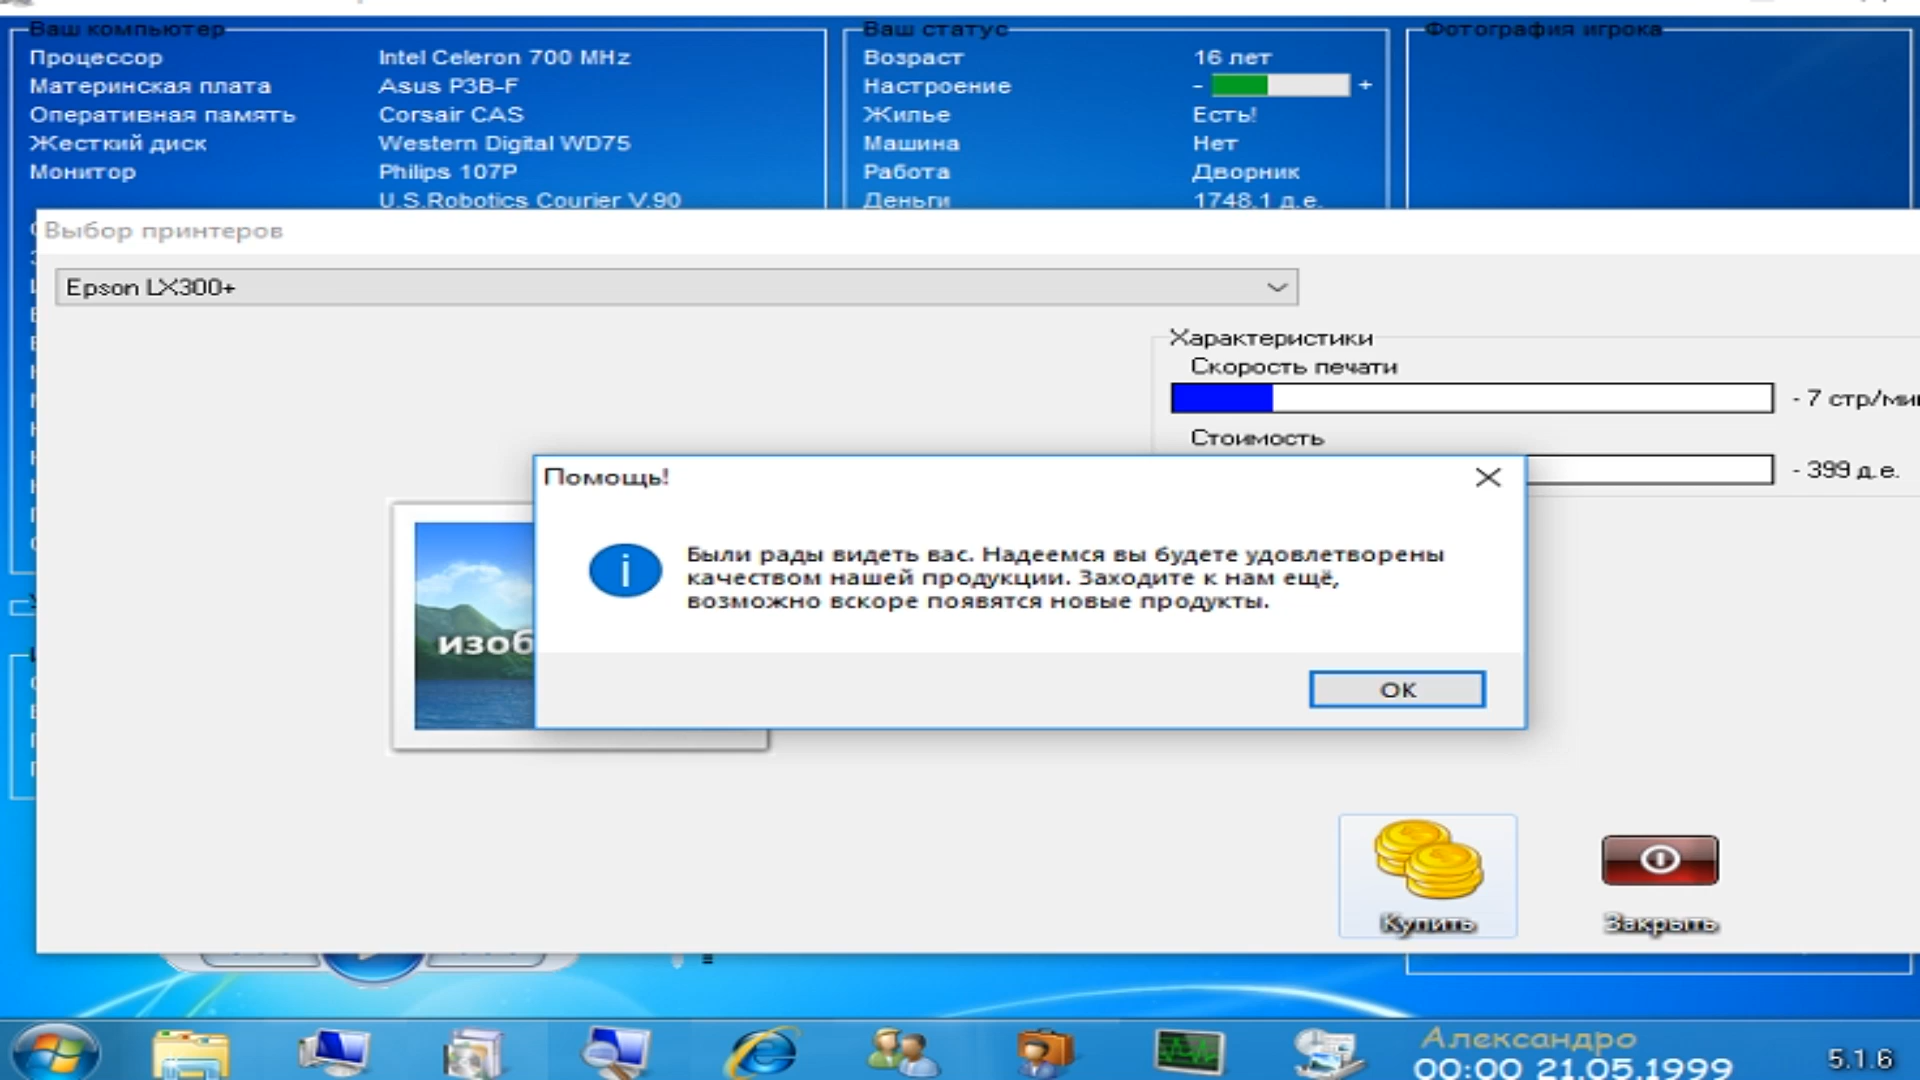 Ваш компьютер
Процессор Intel Celeron 700 MHz
Материнская плата Asus P3B-F
Оперативная память Corsair CAS
Жесткий диск Western Digital WD75
Монитор Philips 107P
U.S.Robotics Courier V.90
Ваш статус
Возраст 16 лет
Настроение - +
Жилье Есть!
Машина Нет
Работа Дворник
Деньги 1748.1 д.е.
Фотография игрока
Выбор принтеров
Epson LX300+
Характеристики
Скорость печати
- 7 стр/мин
Стоимость
- 399 д.е.
Помощь!
Были рады видеть вас. Надеемся вы будете удовлетворены
качеством нашей продукции. Заходите к нам ещё,
возможно вскоре появятся новые продукты.
OK
изоб
Купить
Закрыть
Александро
00:00 21.05.1999
5.1.6